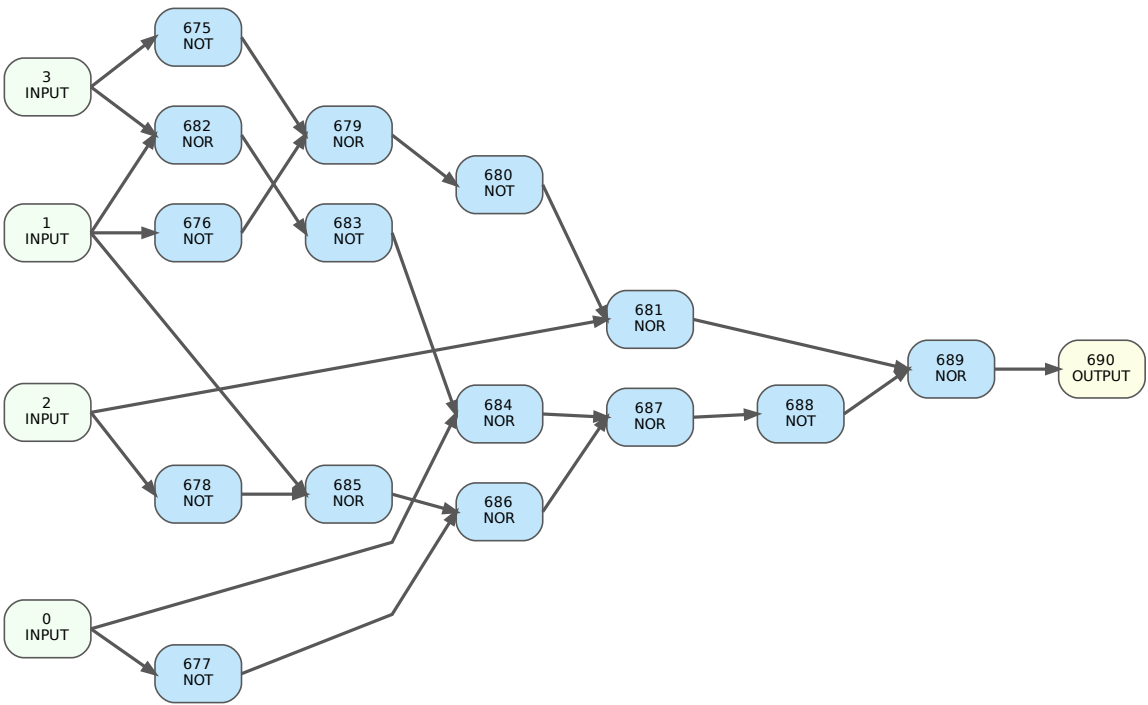 675
NOT
3
INPUT
682
NOR
679
NOR
680
NOT
1
INPUT
676
NOT
683
NOT
681
NOR
689
NOR
690
OUTPUT
2
INPUT
684
NOR
687
NOR
688
NOT
678
NOT
685
NOR
686
NOR
0
INPUT
677
NOT